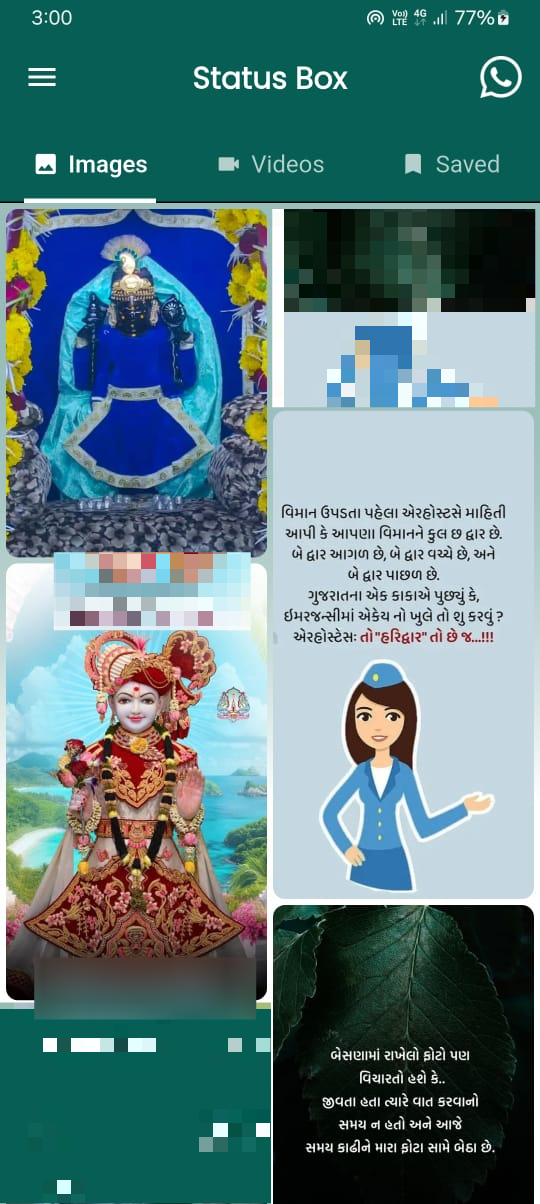 3:00
Vo)) LTE 4G 77%
Status Box
Images Videos Saved
વિમાન ઉપડતા પહેલા એરહોસ્ટસે માહિતી
આપી કે આપણા વિમાનને કુલ છ દ્વાર છે.
બે દ્વાર આગળ છે, બે દ્વાર વચ્ચે છે, અને
બે દ્વાર પાછળ છે.
ગુજરાતના એક કાકાએ પુછ્યું કે,
ઇમરજન્સીમાં એકેય નો ખુલે તો શુ કરવું ?
એરહોસ્ટેસઃ તો "હરિદ્વાર" તો છે જ...!!!
બેસણામાં રાખેલો ફોટો પણ
વિચારતો હશે કે..
જીવતા હતા ત્યારે વાત કરવાનો
સમય ન હતો અને આજે
સમય કાઢીને મારા ફોટા સામે બેઠા છે.